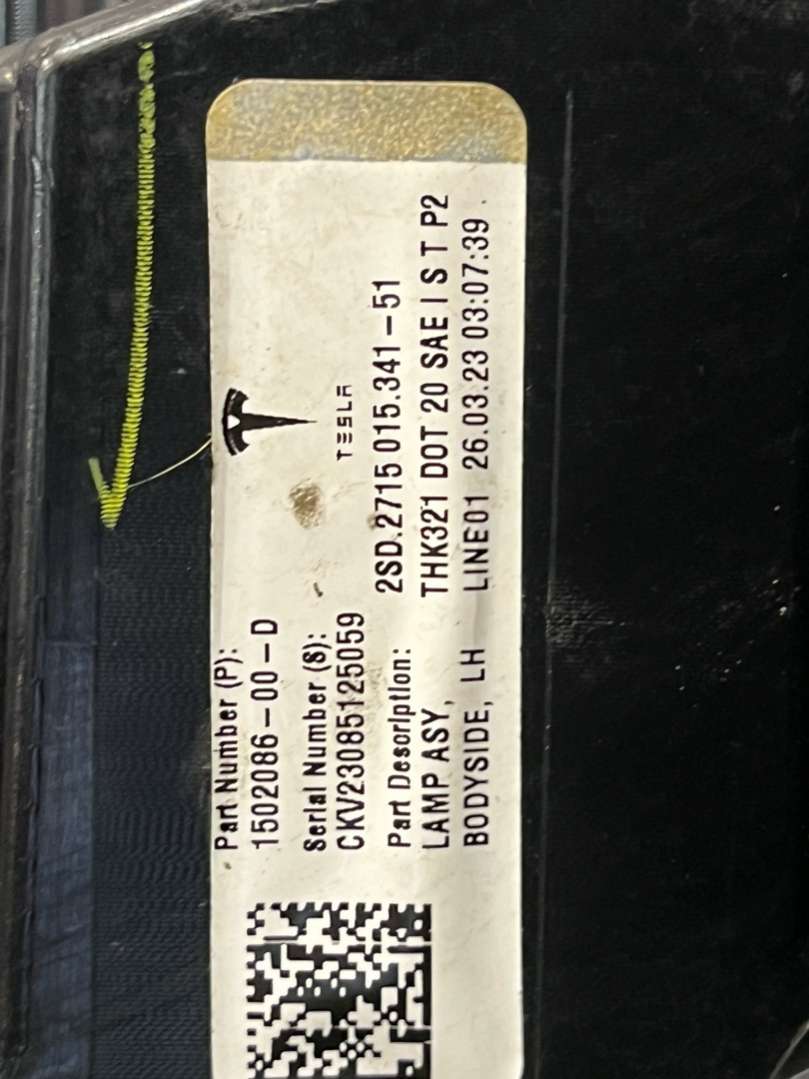 Part Number (P):
1502086-00-D
Serial Number (S):
CKV23085125059
Part Description:
LAMP ASY,
BODYSIDE, LH
TESLA
2SD.2715 015.341-51
THK321 DOT 20 SAE I S T P2
LINE01 26.03.23 03:07:39